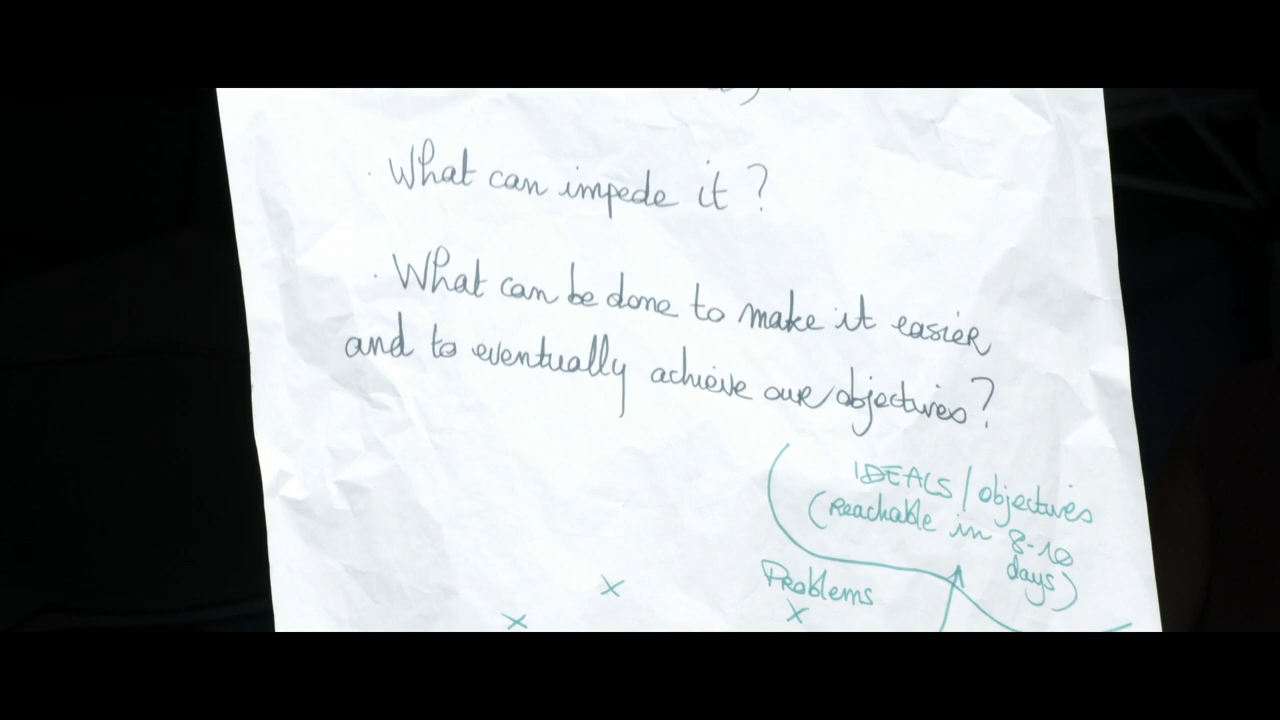 · What can impede it ?
· What can be done to make it easier
and to eventually achieve our objectives ?
IDEALS / objectives
(reachable in 8-10
days)
Problems